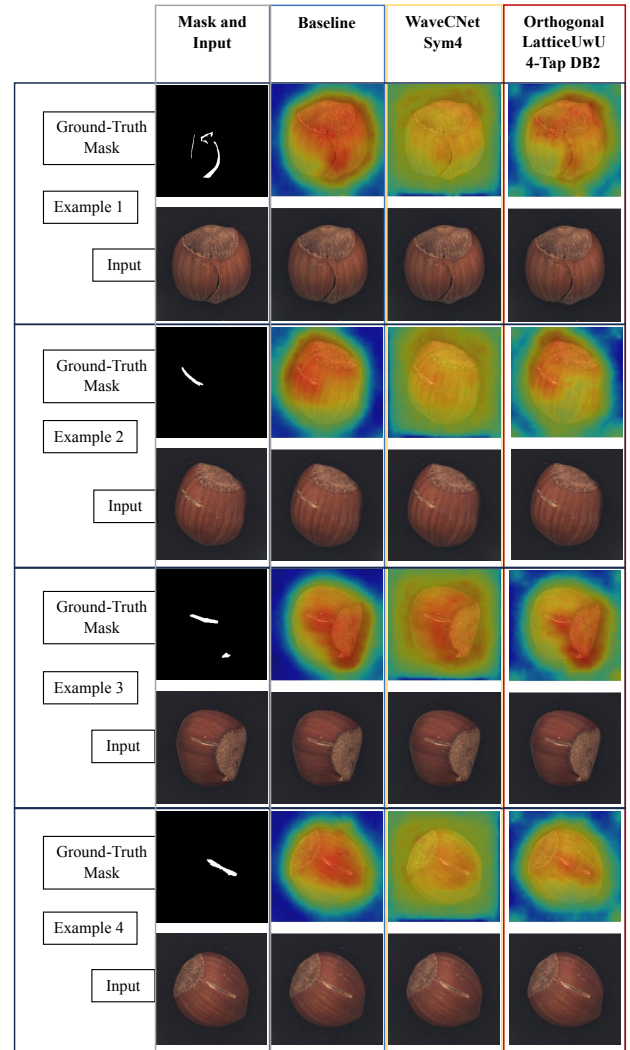 Mask and
Input
Baseline
WaveCNet
Sym4
Orthogonal
LatticeUwU
4-Tap DB2
Ground-Truth
Mask
Example 1
Input
Ground-Truth
Mask
Example 2
Input
Ground-Truth
Mask
Example 3
Input
Ground-Truth
Mask
Example 4
Input